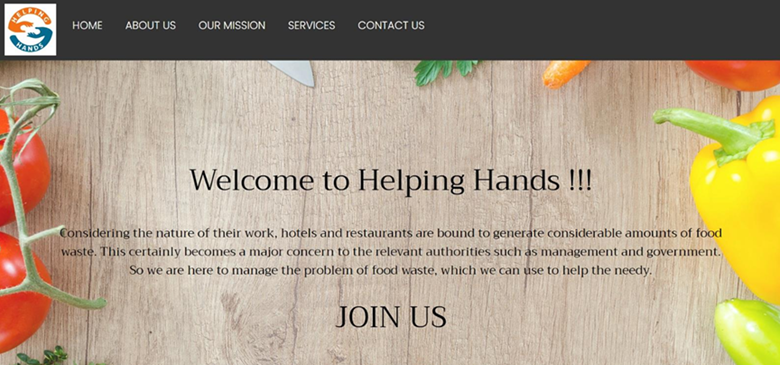 HELPING
HANDS
HOME ABOUT US OUR MISSION SERVICES CONTACT US
Welcome to Helping Hands !!!
Considering the nature of their work, hotels and restaurants are bound to generate considerable amounts of food
waste. This certainly becomes a major concern to the relevant authorities such as management and government.
So we are here to manage the problem of food waste, which we can use to help the needy.
JOIN US